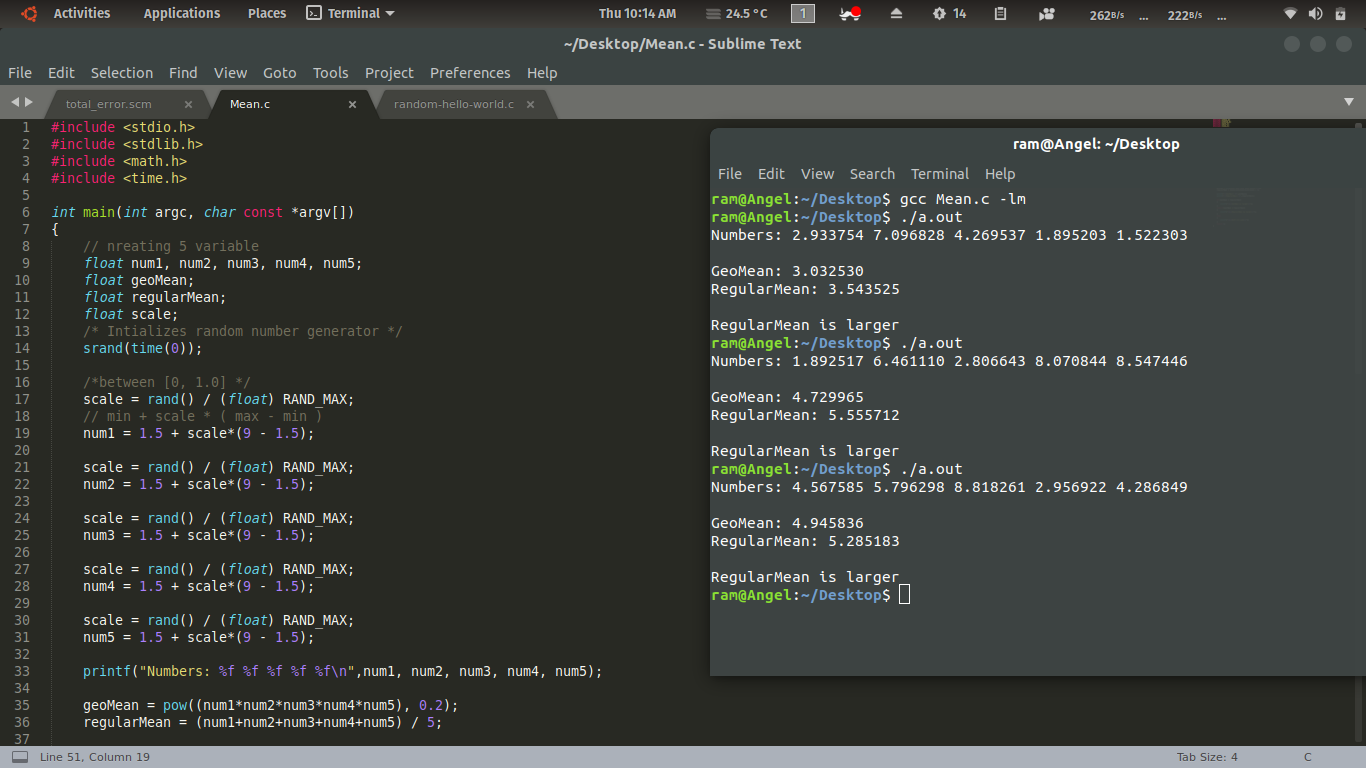 Activities Applications Places Terminal Thu 10:14 AM 24.5 °C 1 14 262B/s ... 222B/s ...
~/Desktop/Mean.c - Sublime Text
File Edit Selection Find View Goto Tools Project Preferences Help
total_error.scm × Mean.c × random-hello-world.c ×
1 #include <stdio.h>
2 #include <stdlib.h>
3 #include <math.h>
4 #include <time.h>
5
6 int main(int argc, char const *argv[])
7 {
8     // nreating 5 variable
9     float num1, num2, num3, num4, num5;
10     float geoMean;
11     float regularMean;
12     float scale;
13     /* Intializes random number generator */
14     srand(time(0));
15
16     /*between [0, 1.0] */
17     scale = rand() / (float) RAND_MAX;
18     // min + scale * ( max - min )
19     num1 = 1.5 + scale*(9 - 1.5);
20
21     scale = rand() / (float) RAND_MAX;
22     num2 = 1.5 + scale*(9 - 1.5);
23
24     scale = rand() / (float) RAND_MAX;
25     num3 = 1.5 + scale*(9 - 1.5);
26
27     scale = rand() / (float) RAND_MAX;
28     num4 = 1.5 + scale*(9 - 1.5);
29
30     scale = rand() / (float) RAND_MAX;
31     num5 = 1.5 + scale*(9 - 1.5);
32
33     printf("Numbers: %f %f %f %f %f\n",num1, num2, num3, num4, num5);
34
35     geoMean = pow((num1*num2*num3*num4*num5), 0.2);
36     regularMean = (num1+num2+num3+num4+num5) / 5;
37
ram@Angel: ~/Desktop
File Edit View Search Terminal Help
ram@Angel:~/Desktop$ gcc Mean.c -lm
ram@Angel:~/Desktop$ ./a.out
Numbers: 2.933754 7.096828 4.269537 1.895203 1.522303
GeoMean: 3.032530
RegularMean: 3.543525
RegularMean is larger
ram@Angel:~/Desktop$ ./a.out
Numbers: 1.892517 6.461110 2.806643 8.070844 8.547446
GeoMean: 4.729965
RegularMean: 5.555712
RegularMean is larger
ram@Angel:~/Desktop$ ./a.out
Numbers: 4.567585 5.796298 8.818261 2.956922 4.286849
GeoMean: 4.945836
RegularMean: 5.285183
RegularMean is larger
ram@Angel:~/Desktop$
Line 51, Column 19 Tab Size: 4 C